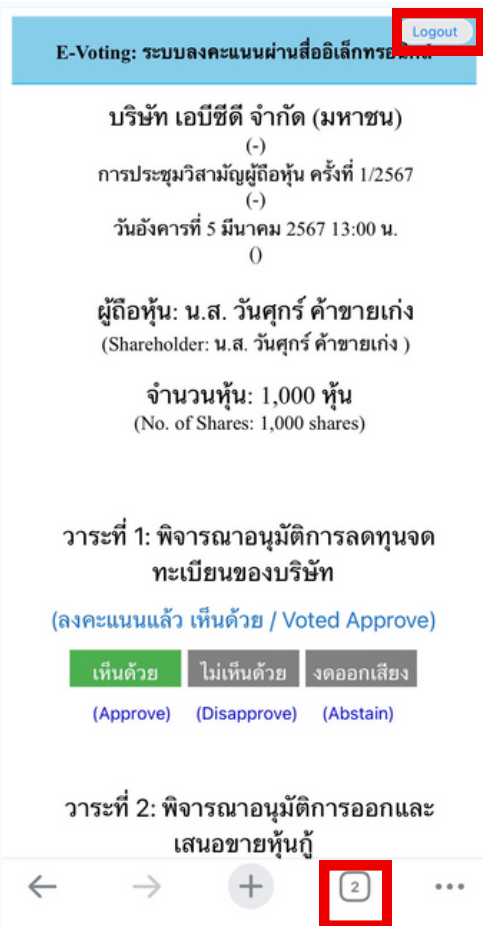 Logout
E-Voting: ระบบลงคะแนนผ่านสื่ออิเล็กทรอนิกส์
บริษัท เอบีซีดี จำกัด (มหาชน)
(-)
การประชุมวิสามัญผู้ถือหุ้น ครั้งที่ 1/2567
(-)
วันอังคารที่ 5 มีนาคม 2567 13:00 น.
()
ผู้ถือหุ้น: น.ส. วันศุกร์ ค้าขายเก่ง
(Shareholder: น.ส. วันศุกร์ ค้าขายเก่ง )
จำนวนหุ้น: 1,000 หุ้น
(No. of Shares: 1,000 shares)
วาระที่ 1: พิจารณาอนุมัติการลดทุนจด
ทะเบียนของบริษัท
(ลงคะแนนแล้ว เห็นด้วย / Voted Approve)
เห็นด้วย ไม่เห็นด้วย งดออกเสียง
(Approve) (Disapprove) (Abstain)
วาระที่ 2: พิจารณาอนุมัติการออกและ
เสนอขายหุ้นกู้
2